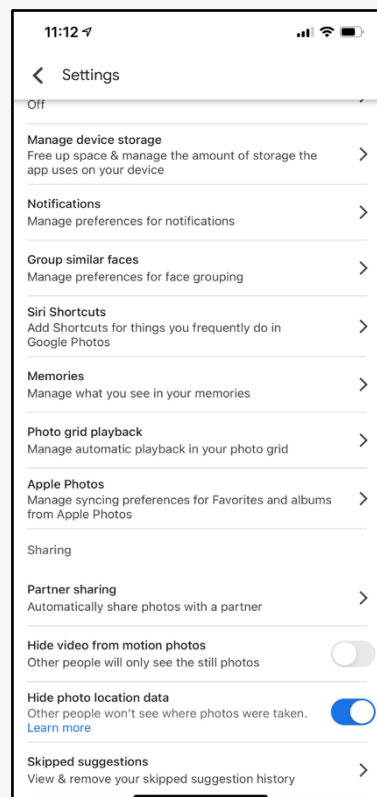 11:12
Settings
Off
Manage device storage
Free up space & manage the amount of storage the
app uses on your device
Notifications
Manage preferences for notifications
Group similar faces
Manage preferences for face grouping
Siri Shortcuts
Add Shortcuts for things you frequently do in
Google Photos
Memories
Manage what you see in your memories
Photo grid playback
Manage automatic playback in your photo grid
Apple Photos
Manage syncing preferences for Favorites and albums
from Apple Photos
Sharing
Partner sharing
Automatically share photos with a partner
Hide video from motion photos
Other people will only see the still photos
Hide photo location data
Other people won't see where photos were taken.
Learn more
Skipped suggestions
View & remove your skipped suggestion history